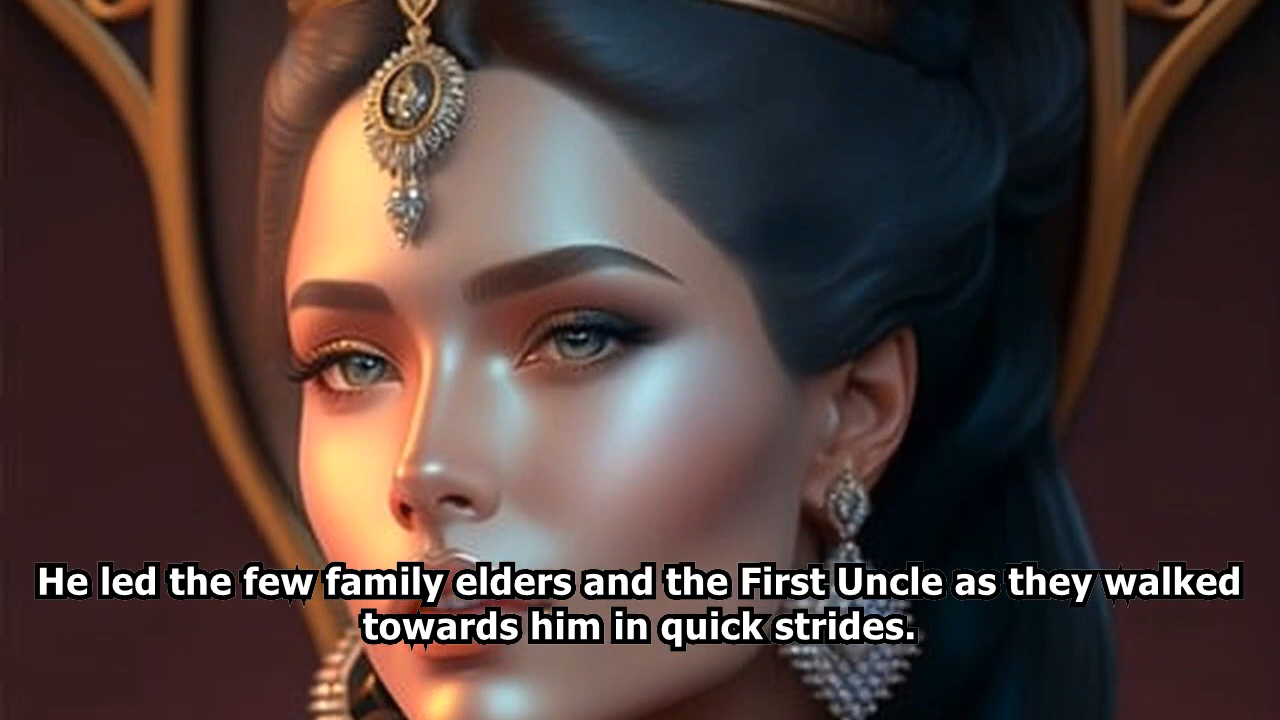 He led the few family elders and the First Uncle as they walked
towards him in quick strides.